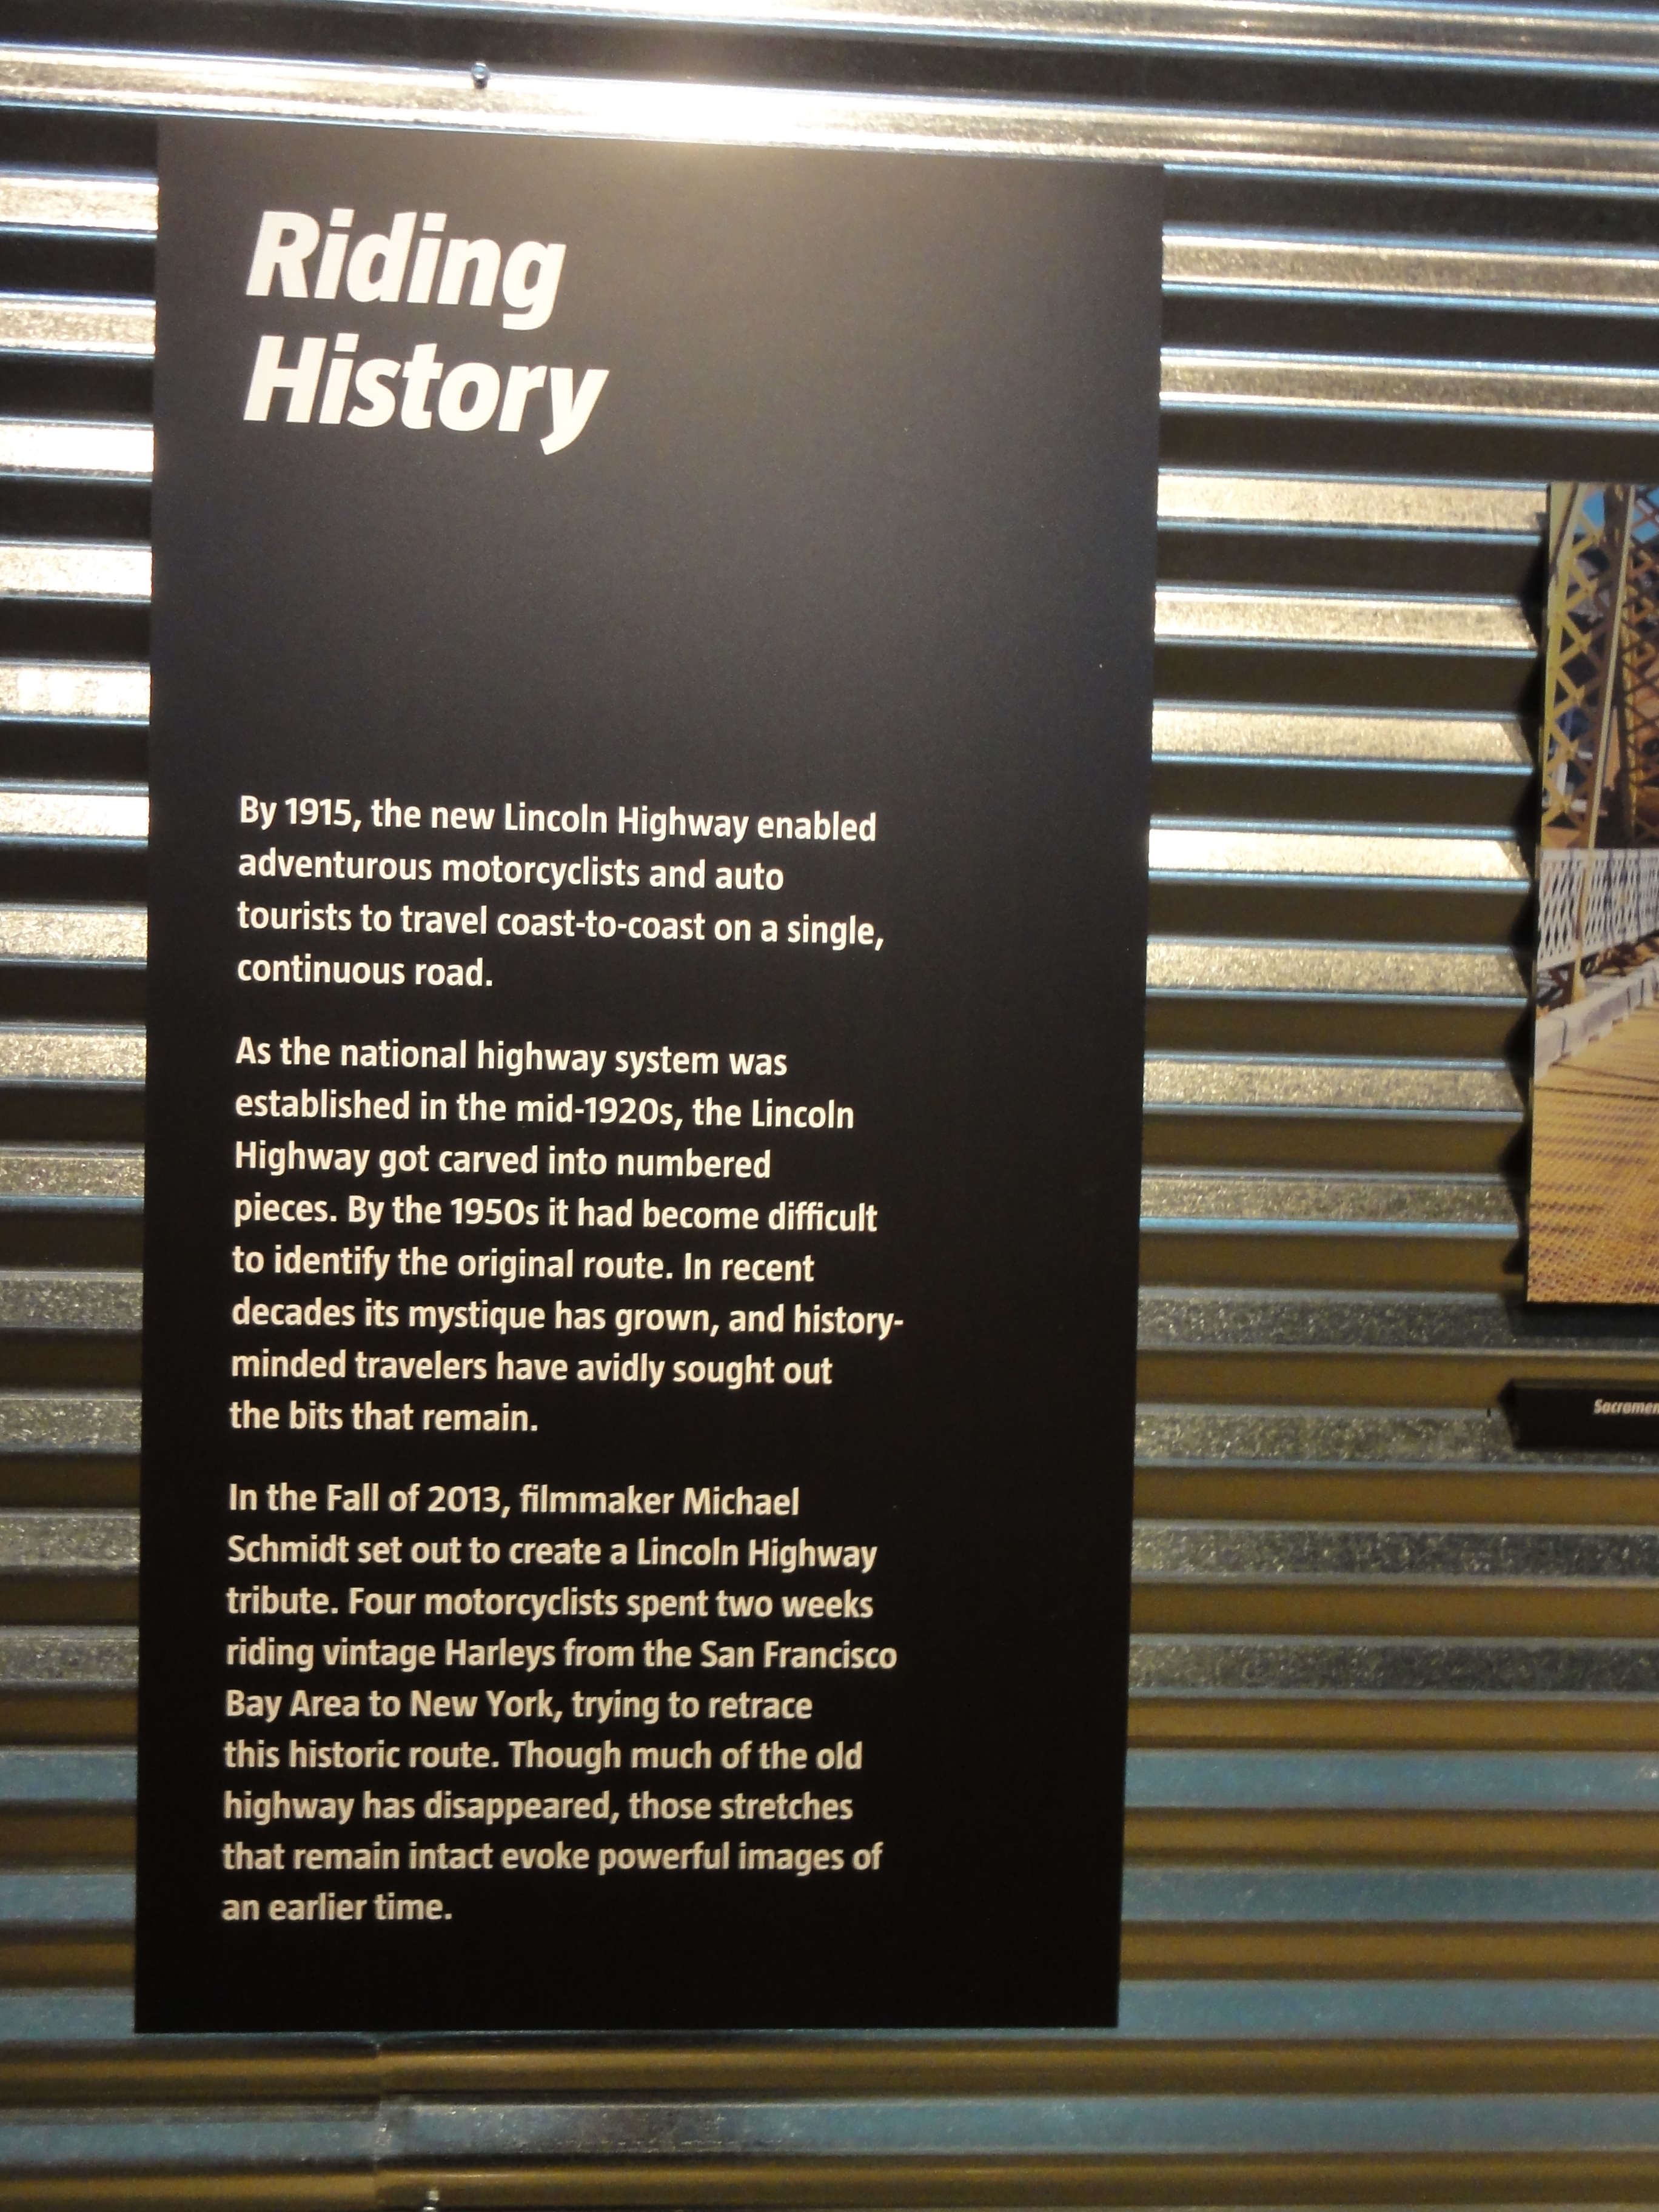 Riding
History
By 1915, the new Lincoln Highway enabled
adventurous motorcyclists and auto
tourists to travel coast-to-coast on a single,
continuous road.
As the national highway system was
established in the mid-1920s, the Lincoln
Highway got carved into numbered
pieces. By the 1950s it had become difficult
to identify the original route. In recent
decades its mystique has grown, and history-
minded travelers have avidly sought out
the bits that remain.
In the Fall of 2013, filmmaker Michael
Schmidt set out to create a Lincoln Highway
tribute. Four motorcyclists spent two weeks
riding vintage Harleys from the San Francisco
Bay Area to New York, trying to retrace
this historic route. Though much of the old
highway has disappeared, those stretches
that remain intact evoke powerful images of
an earlier time.